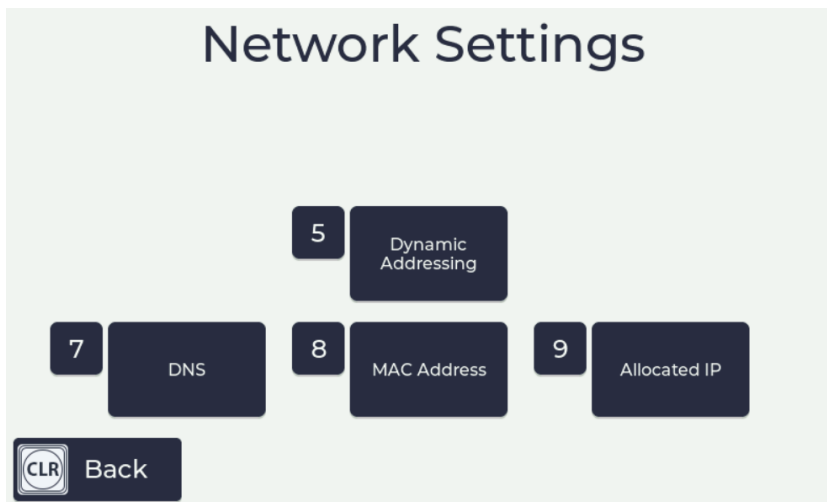 Network Settings
5
Dynamic
Addressing
7
DNS
8
MAC Address
9
Allocated IP
CLR
Back